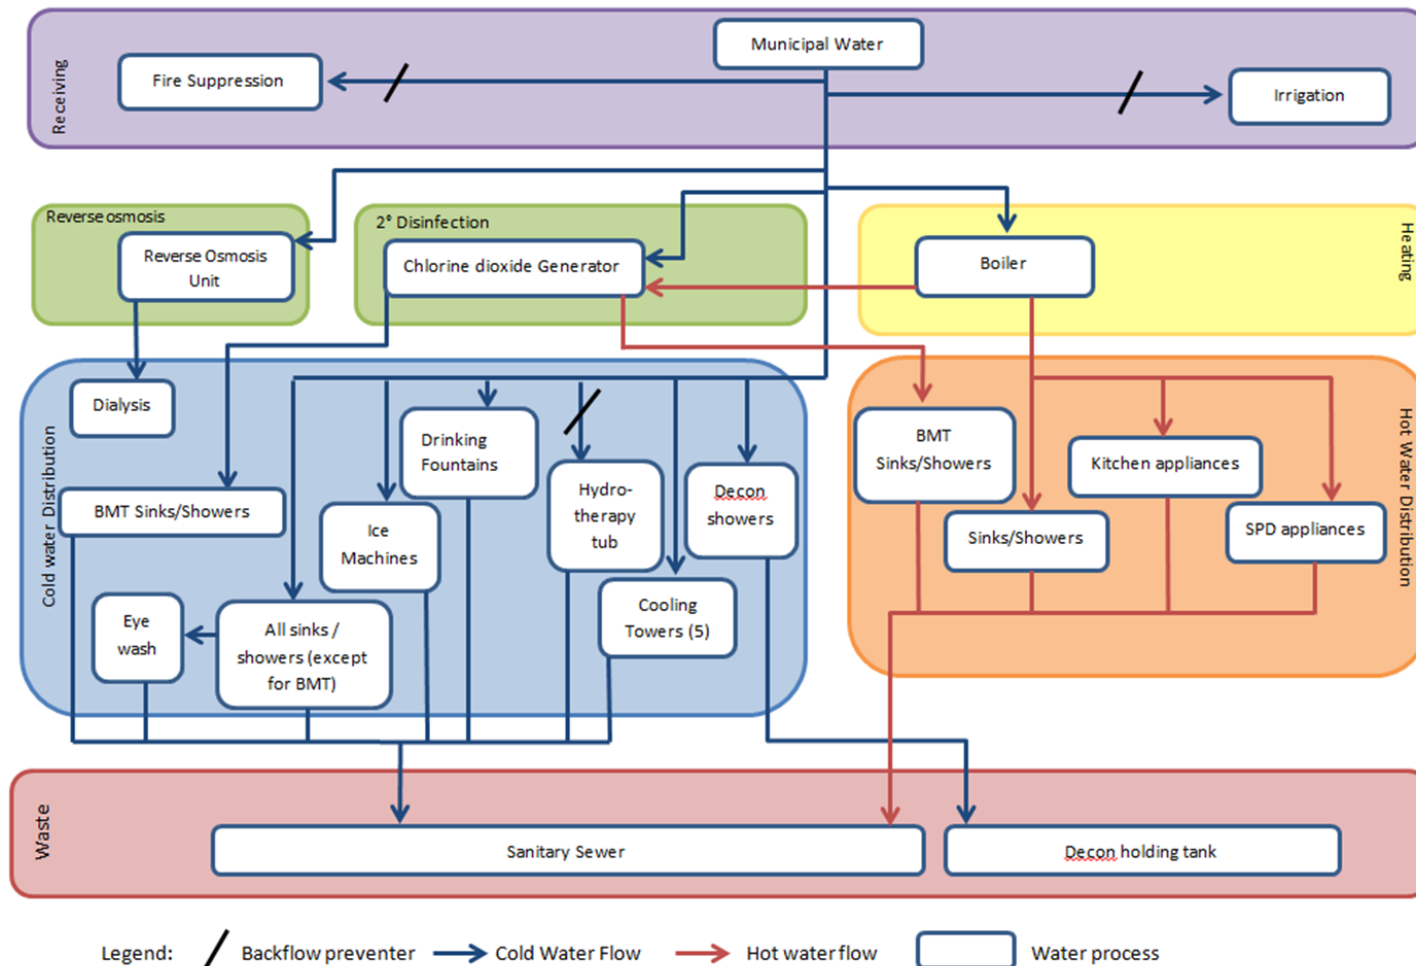 Municipal Water
Fire Suppression
Irrigation
Receiving
Reverse osmosis
Reverse Osmosis
Unit
2° Disinfection
Chlorine dioxide Generator
Boiler
Heating
Dialysis
Drinking
Fountains
BMT Sinks/Showers
Ice
Machines
Hydro-
therapy
tub
Decon
showers
Cooling
Towers (5)
Eye
wash
All sinks /
showers (except
for BMT)
Cold water Distribution
BMT
Sinks/Showers
Kitchen appliances
Sinks/Showers
SPD appliances
Hot Water Distribution
Waste
Sanitary Sewer
Decon holding tank
Legend: Backflow preventer Cold Water Flow Hot water flow Water process